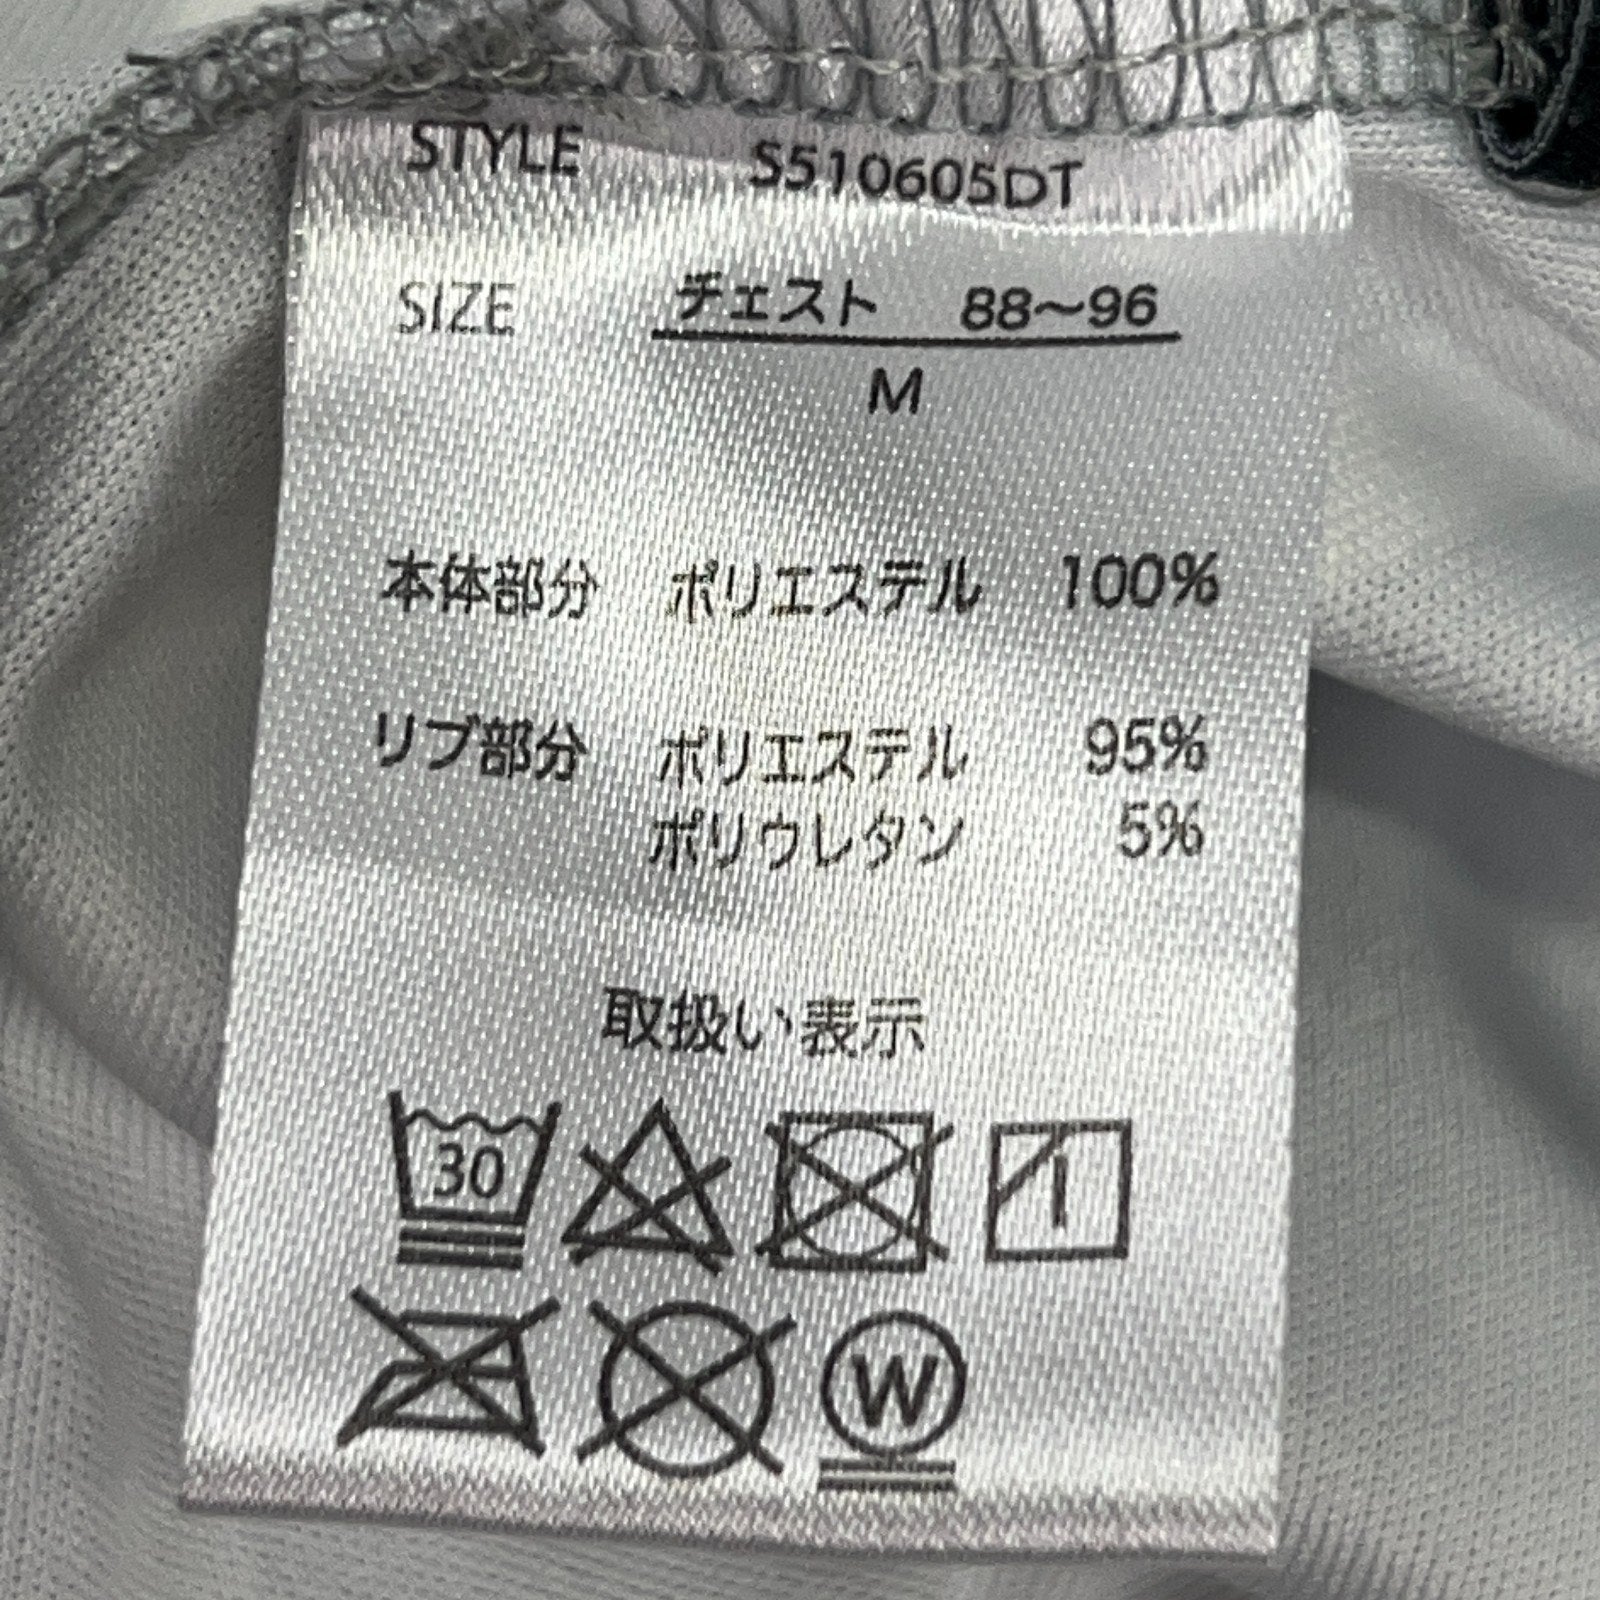 STYLE S510605DT
SIZE チェスト 88〜96
M
本体部分 ポリエステル 100%
リブ部分 ポリエステル 95%
ポリウレタン 5%
取扱い表示
30
W